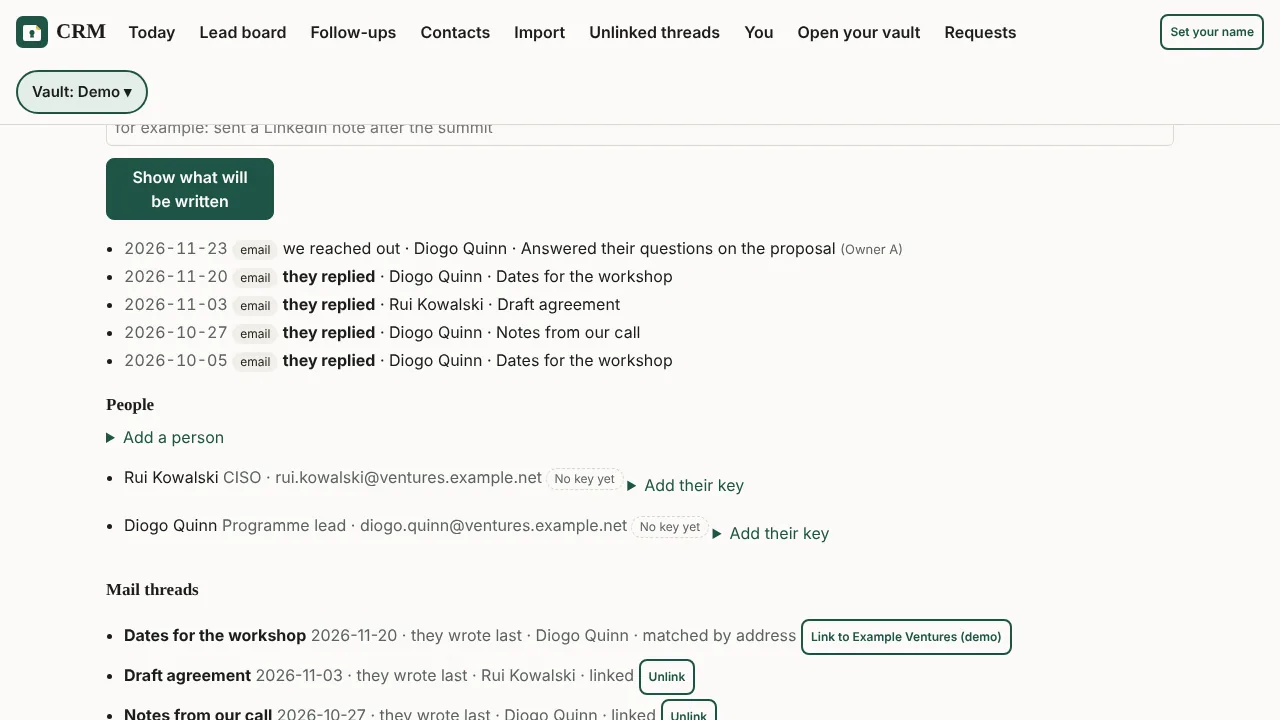 CRM Today Lead board Follow-ups Contacts Import Unlinked threads You Open your vault Requests Set your name
Vault: Demo ▾
for example: sent a LinkedIn note after the summit
Show what will
be written
• 2026-11-23 email we reached out · Diogo Quinn · Answered their questions on the proposal (Owner A)
• 2026-11-20 email they replied · Diogo Quinn · Dates for the workshop
• 2026-11-03 email they replied · Rui Kowalski · Draft agreement
• 2026-10-27 email they replied · Diogo Quinn · Notes from our call
• 2026-10-05 email they replied · Diogo Quinn · Dates for the workshop
People
▶ Add a person
• Rui Kowalski CISO · rui.kowalski@ventures.example.net No key yet ▶ Add their key
• Diogo Quinn Programme lead · diogo.quinn@ventures.example.net No key yet ▶ Add their key
Mail threads
• Dates for the workshop 2026-11-20 · they wrote last · Diogo Quinn · matched by address Link to Example Ventures (demo)
• Draft agreement 2026-11-03 · they wrote last · Rui Kowalski · linked Unlink
• Notes from our call 2026-10-27 · they wrote last · Diogo Quinn · linked Unlink